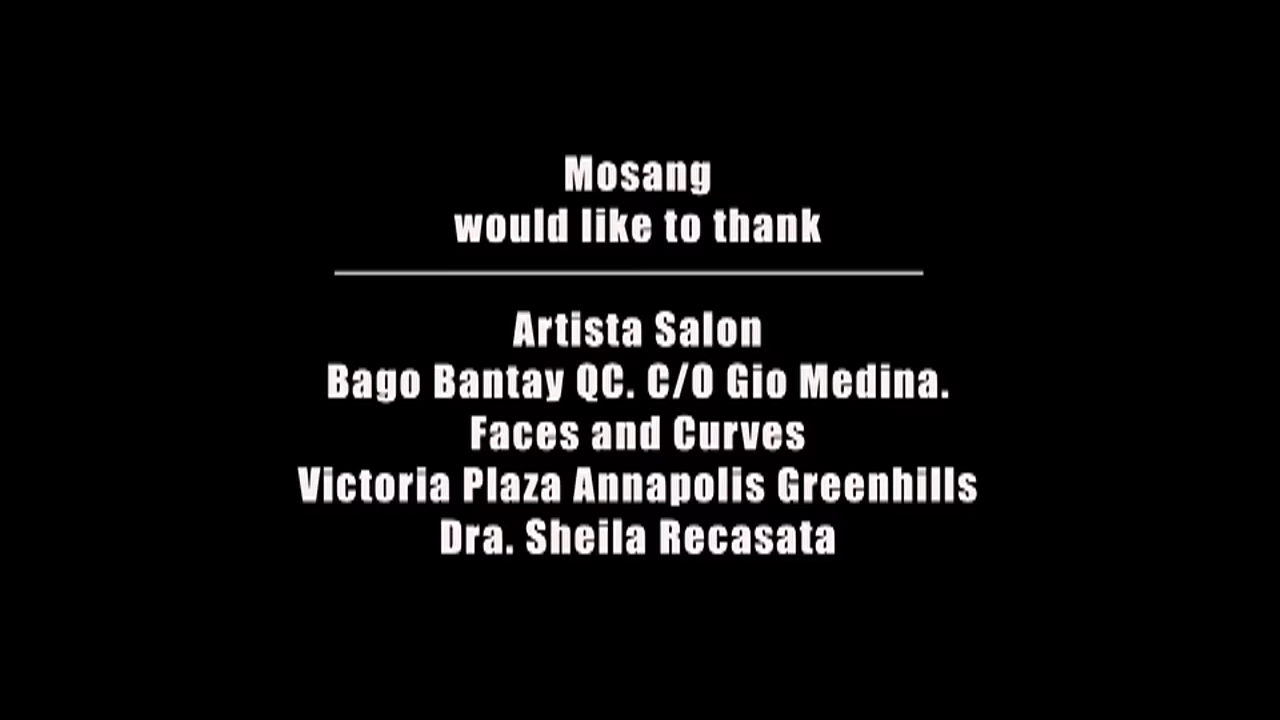 Mosang
would like to thank
Artista Salon
Bago Bantay QC. C/O Gio Medina.
Faces and Curves
Victoria Plaza Annapolis Greenhills
Dra. Sheila Recasata